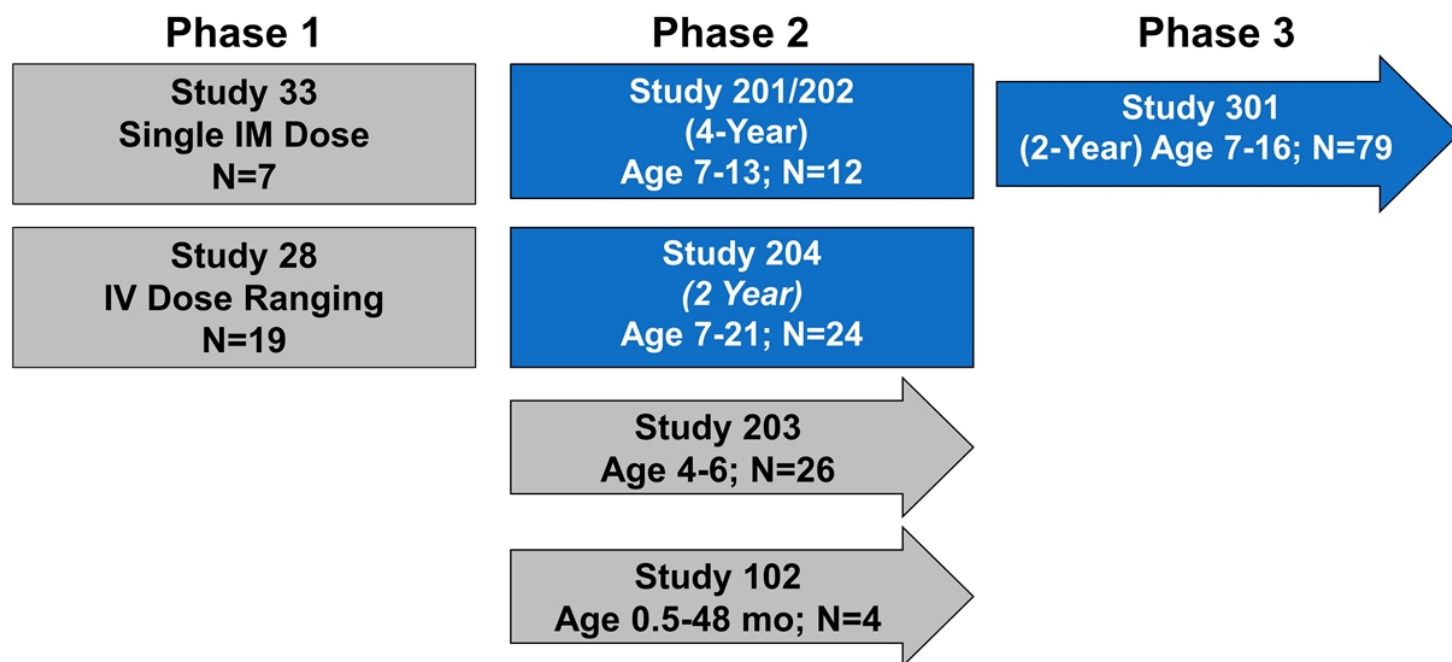 Phase 1
Study 33
Single IM Dose
N=7
Study 28
IV Dose Ranging
N=19
Phase 2
Study 201/202
(4-Year)
Age 7-13; N=12
Study 204
(2 Year)
Age 7-21; N=24
Study 203
Age 4-6; N=26
Study 102
Age 0.5-48 mo; N=4
Phase 3
Study 301
(2-Year) Age 7-16; N=79